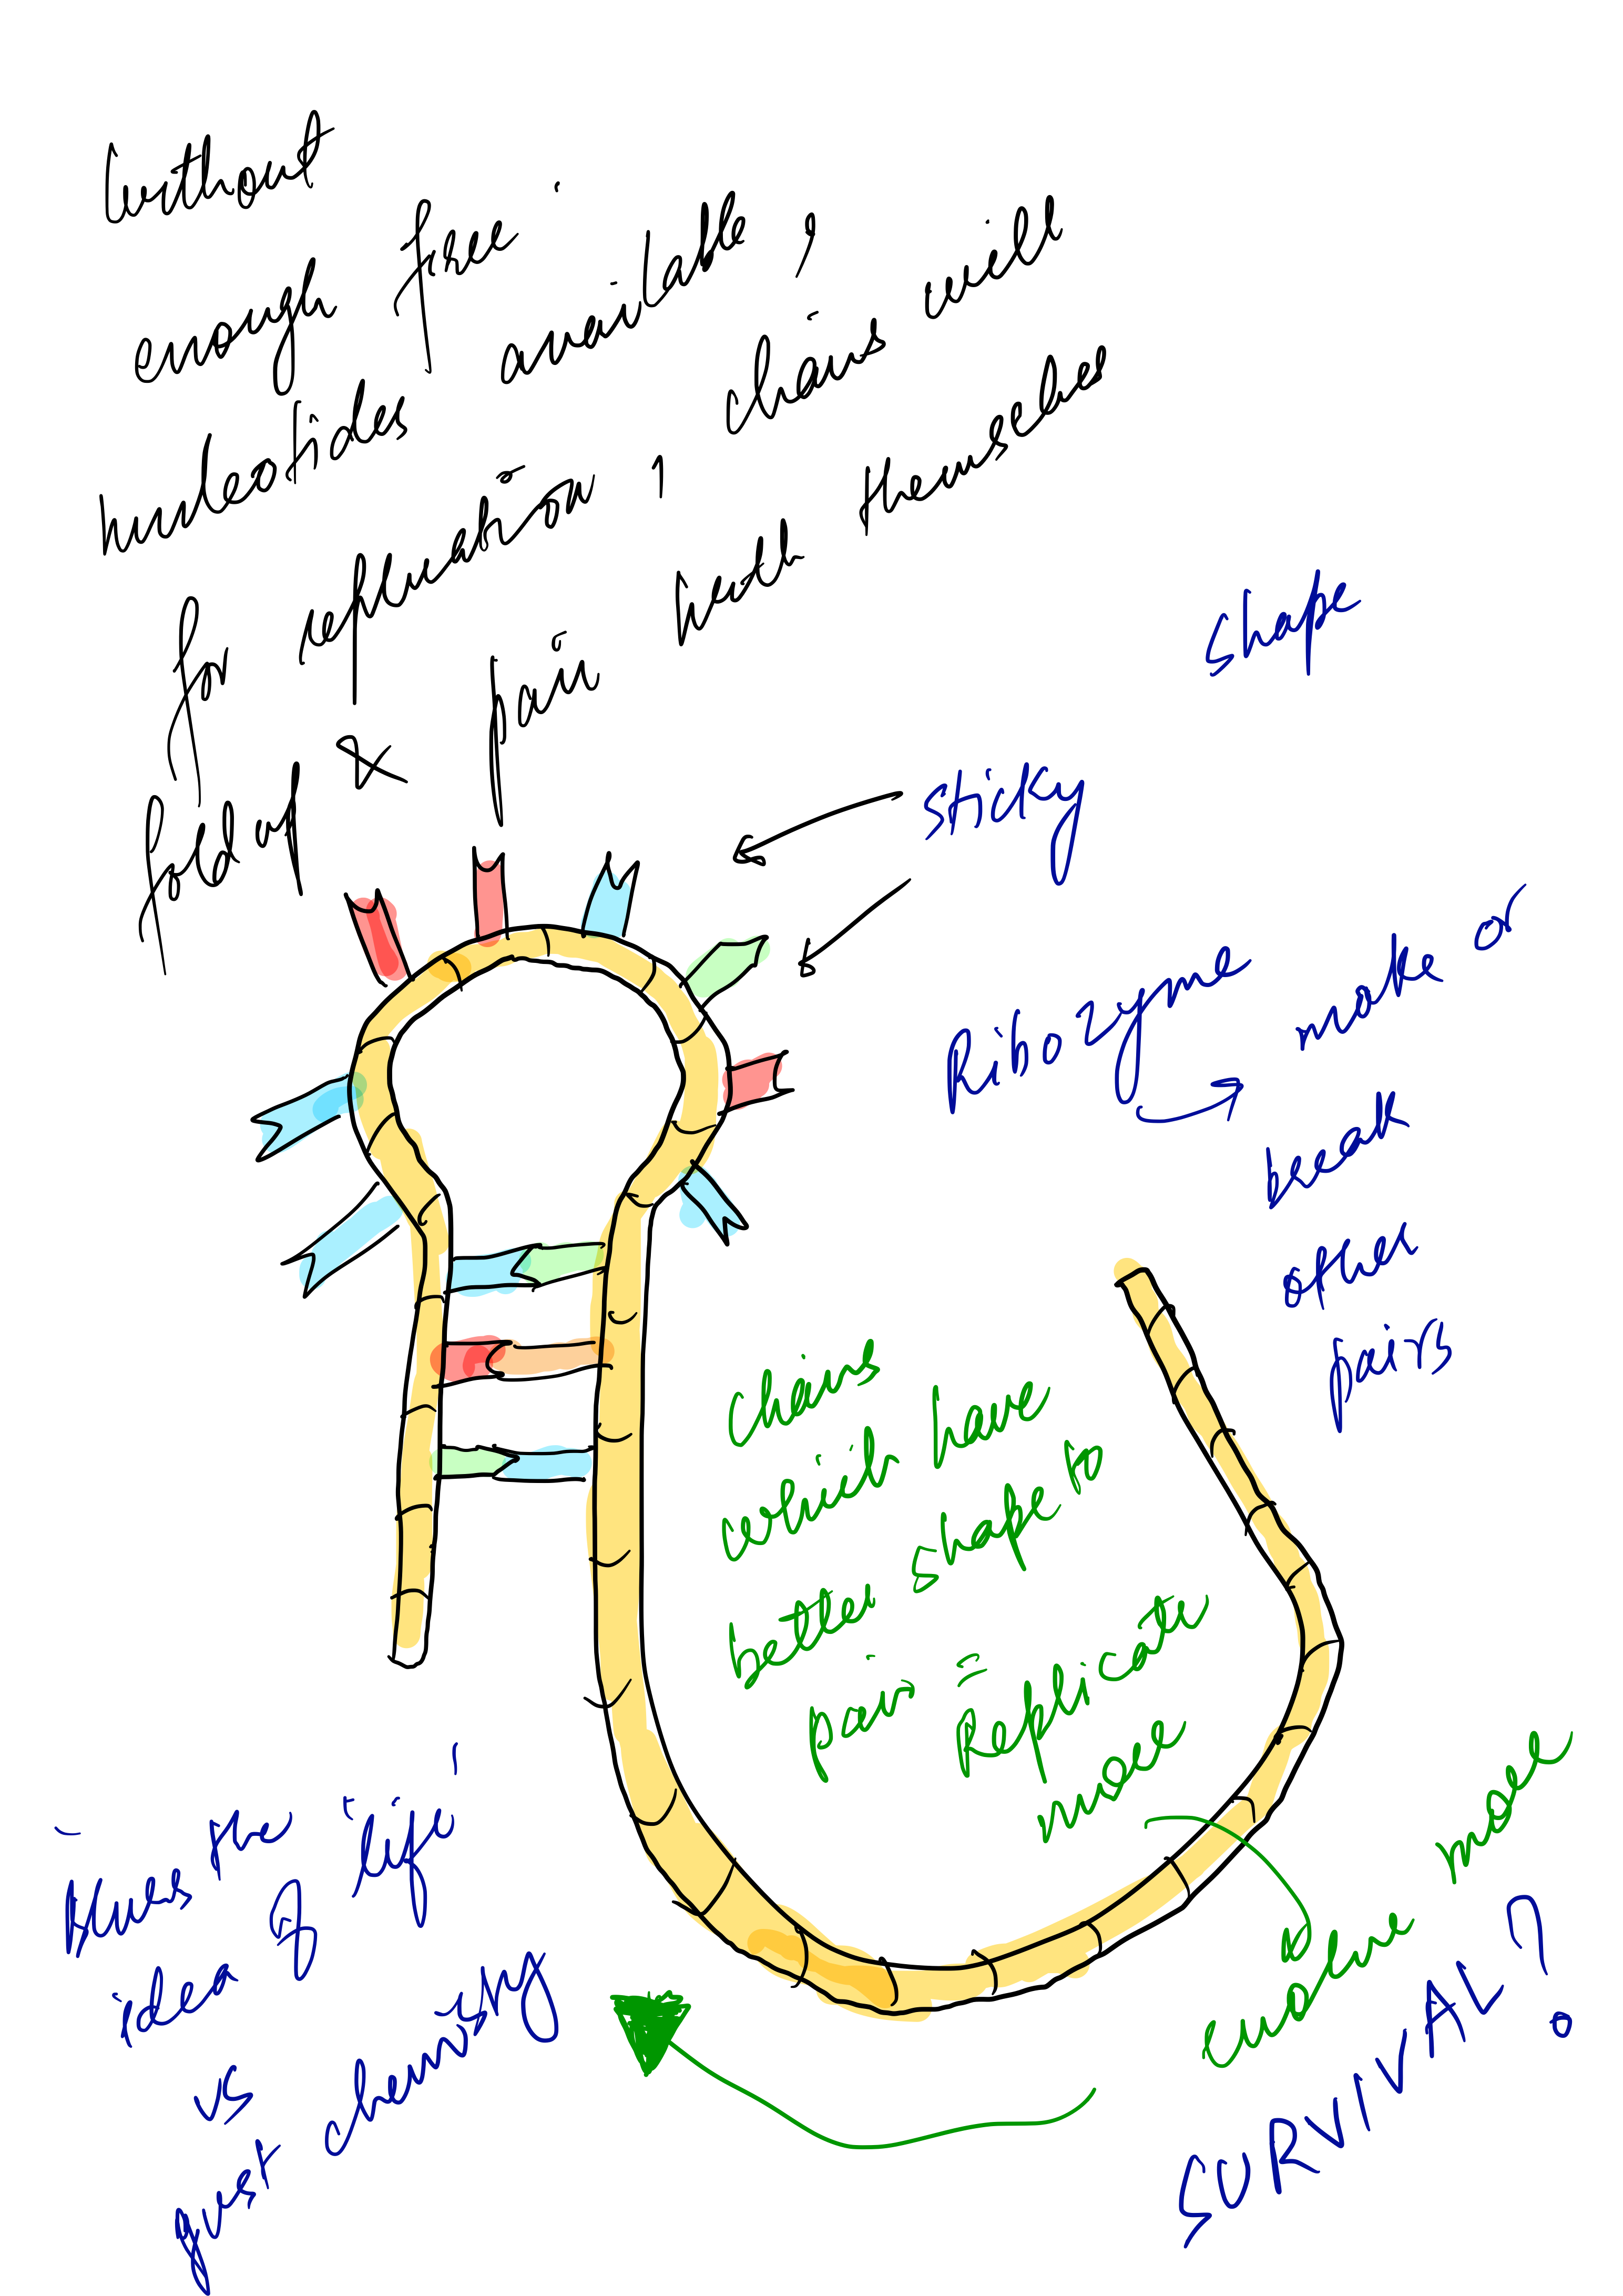 Without
enough free
nucleotides available,
for replication, chains will
fold up & pair with themselves
shape
sticky
Ribozyme
make or
break
other
pairs
Chains
which have
better shape to
pair = Replicate
more
evolve more
SURVIVAL?
Blurs the
idea of 'life'
vs
just chemistry